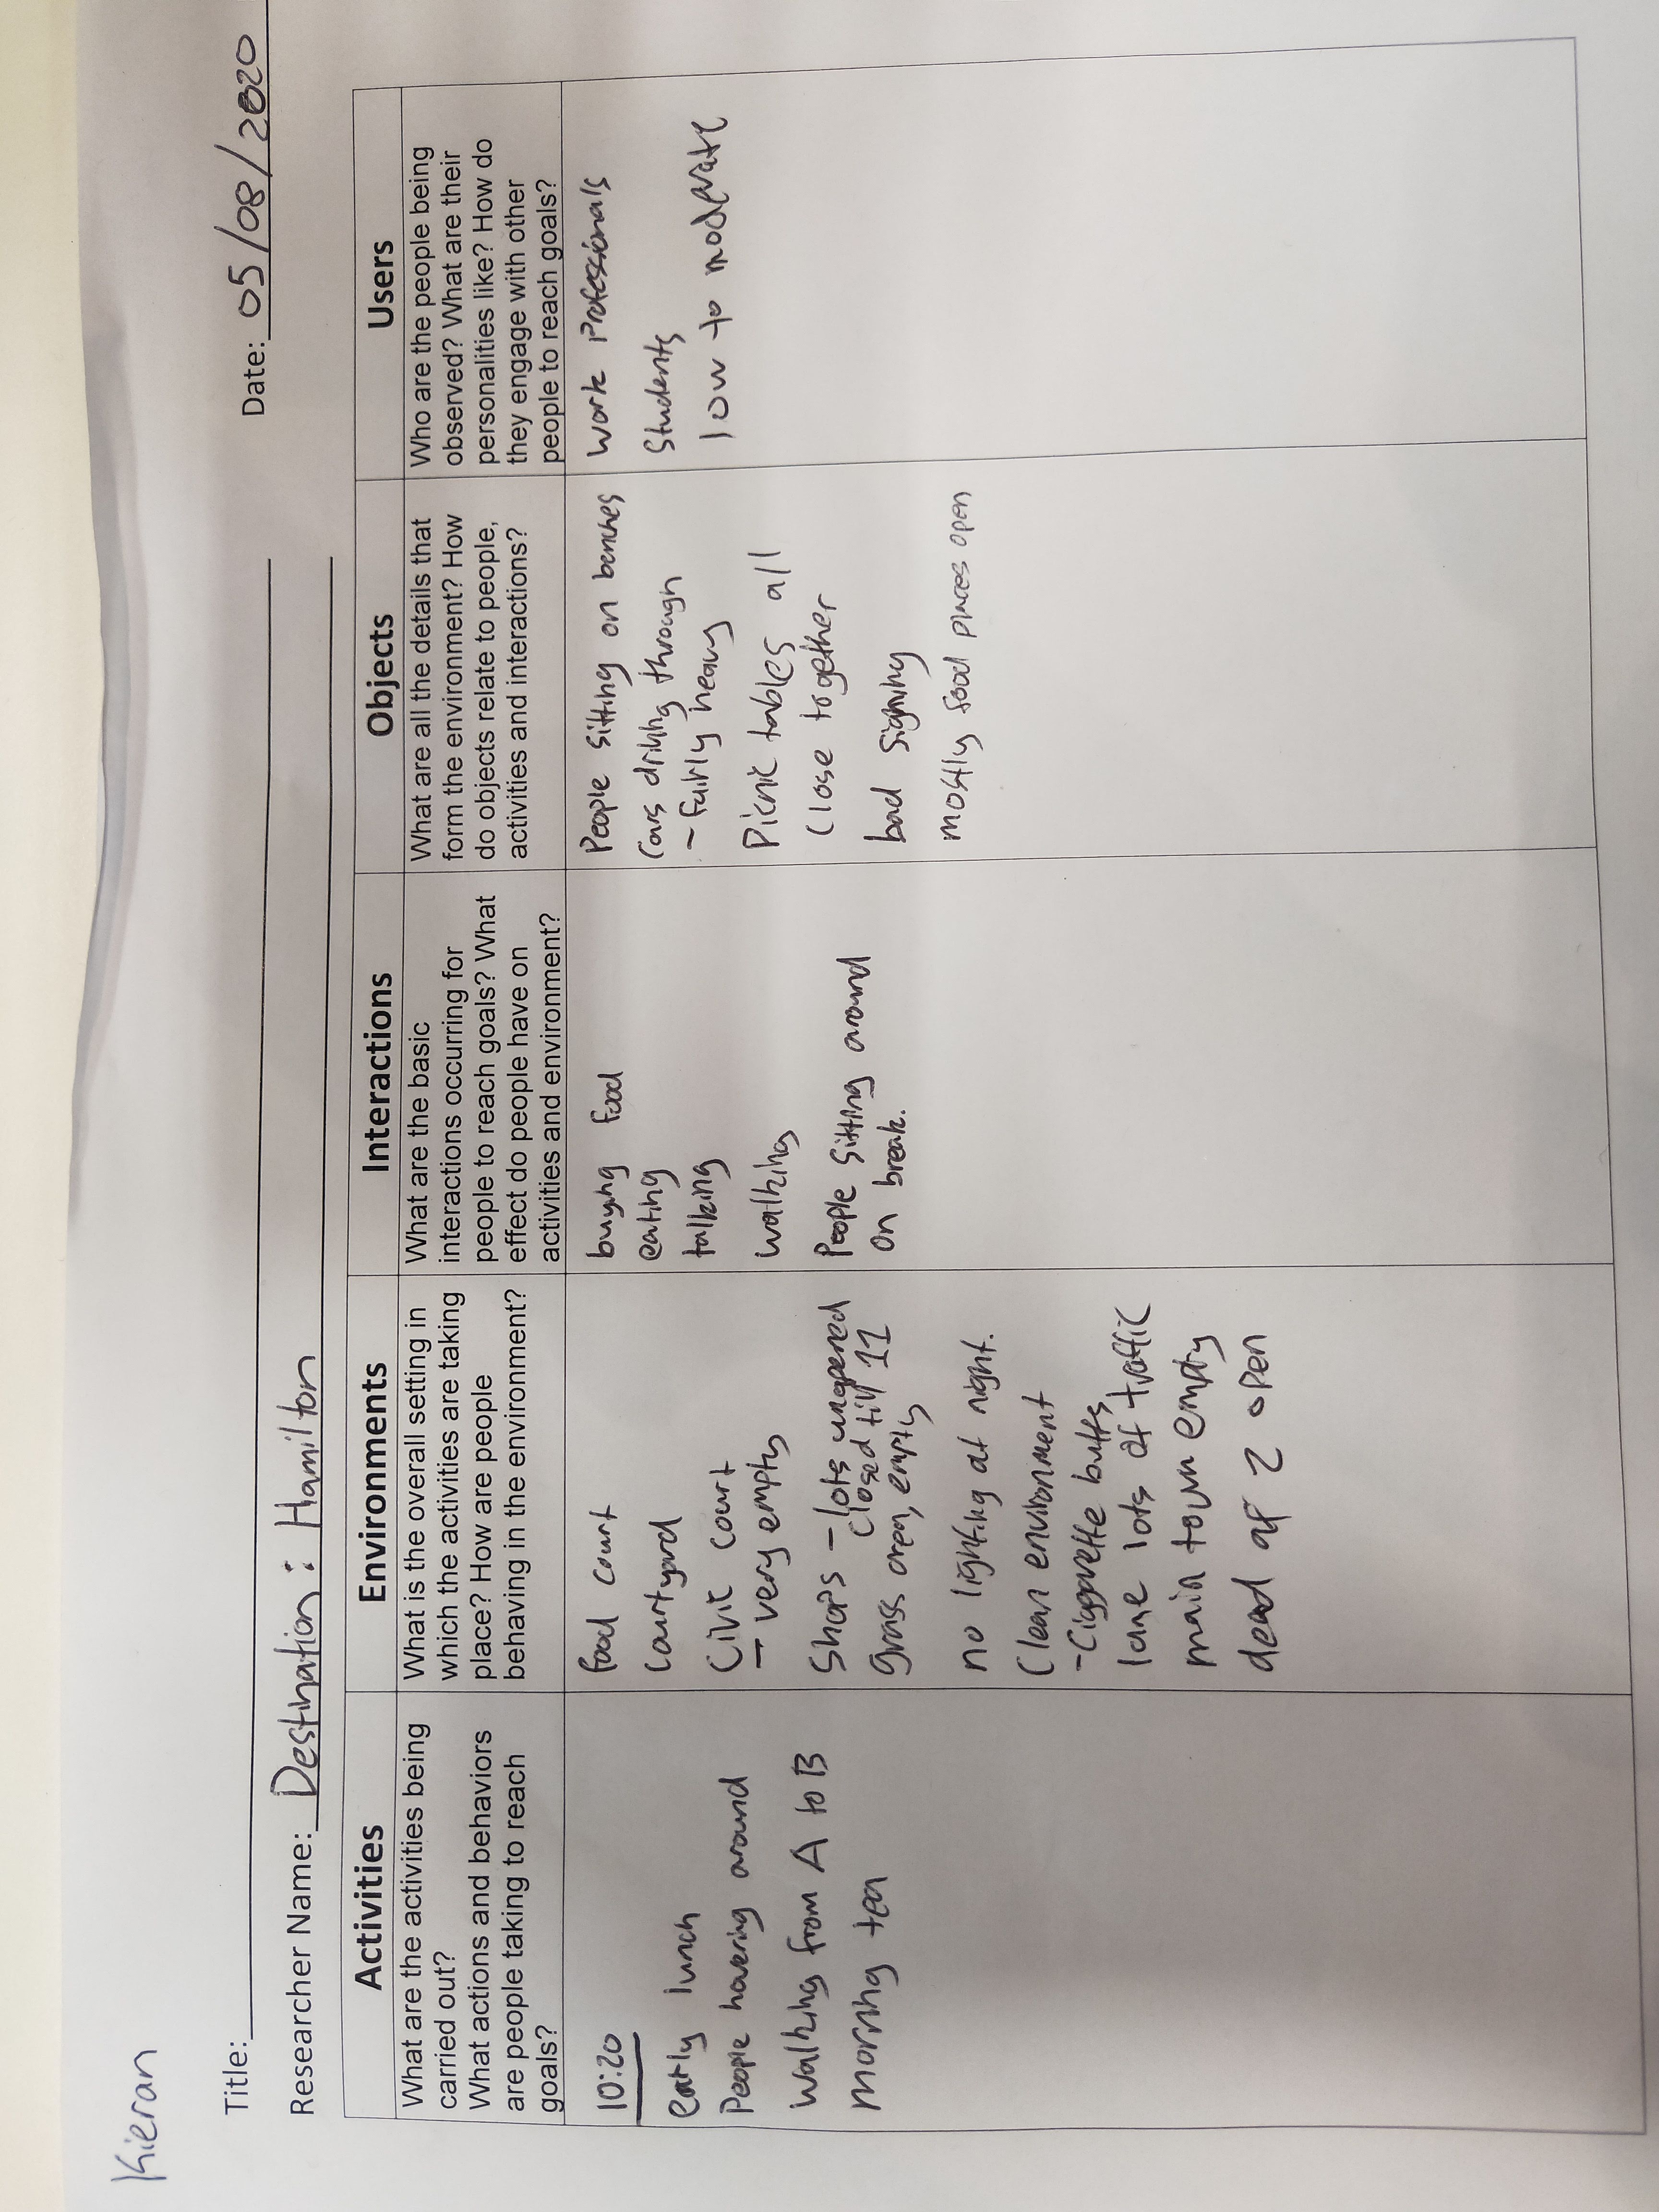 Kieran
Title: Date: 05/08/2020
Researcher Name: Destination: Hamilton
Activities
What are the activities being
carried out?
What actions and behaviors
are people taking to reach
goals?
10:20
early lunch
People hovering around
walking from A to B
morning tea
Environments
What is the overall setting in
which the activities are taking
place? How are people
behaving in the environment?
food court
courtyard
Civic court
- very empty
Shops - lots unopened
closed till 11
grass area, empty
no lighting at night.
Clean environment
- Ciggarette butts
lane lots of traffic
main town empty
dead af 2 open
Interactions
What are the basic
interactions occurring for
people to reach goals? What
effect do people have on
activities and environment?
buying food
eating
talking
walking
People sitting around
on break.
Objects
What are all the details that
form the environment? How
do objects relate to people,
activities and interactions?
People sitting on benches
Cars driving through
- fairly heavy
Picnic tables all
close together
bad signing
mostly food places open
Users
Who are the people being
observed? What are their
personalities like? How do
they engage with other
people to reach goals?
work Professionals
Students
low to moderate